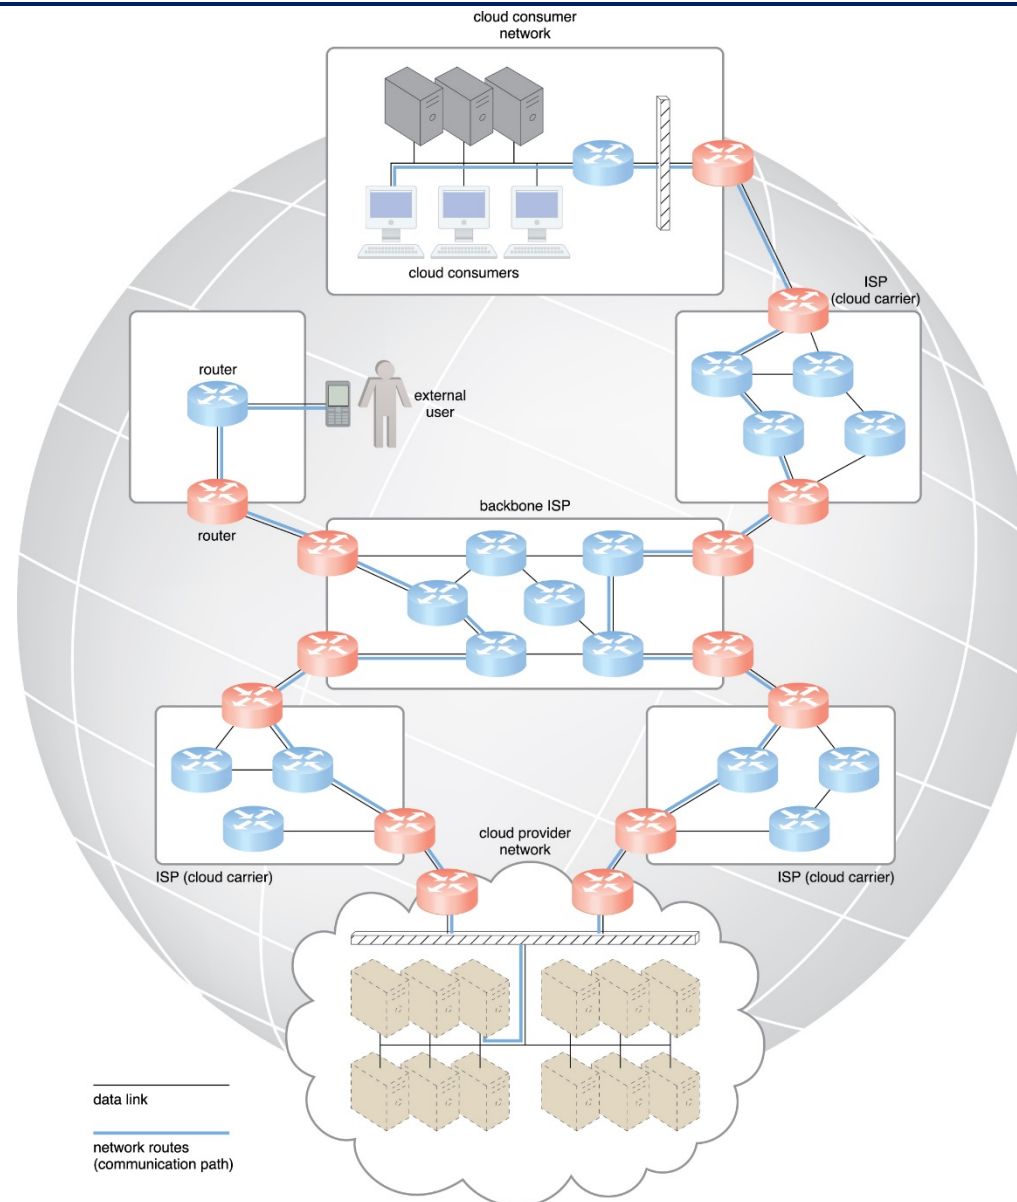 cloud consumer
network
cloud consumers
ISP
(cloud carrier)
router
external
user
router
backbone ISP
cloud provider
network
ISP (cloud carrier)
ISP (cloud carrier)
data link
network routes
(communication path)